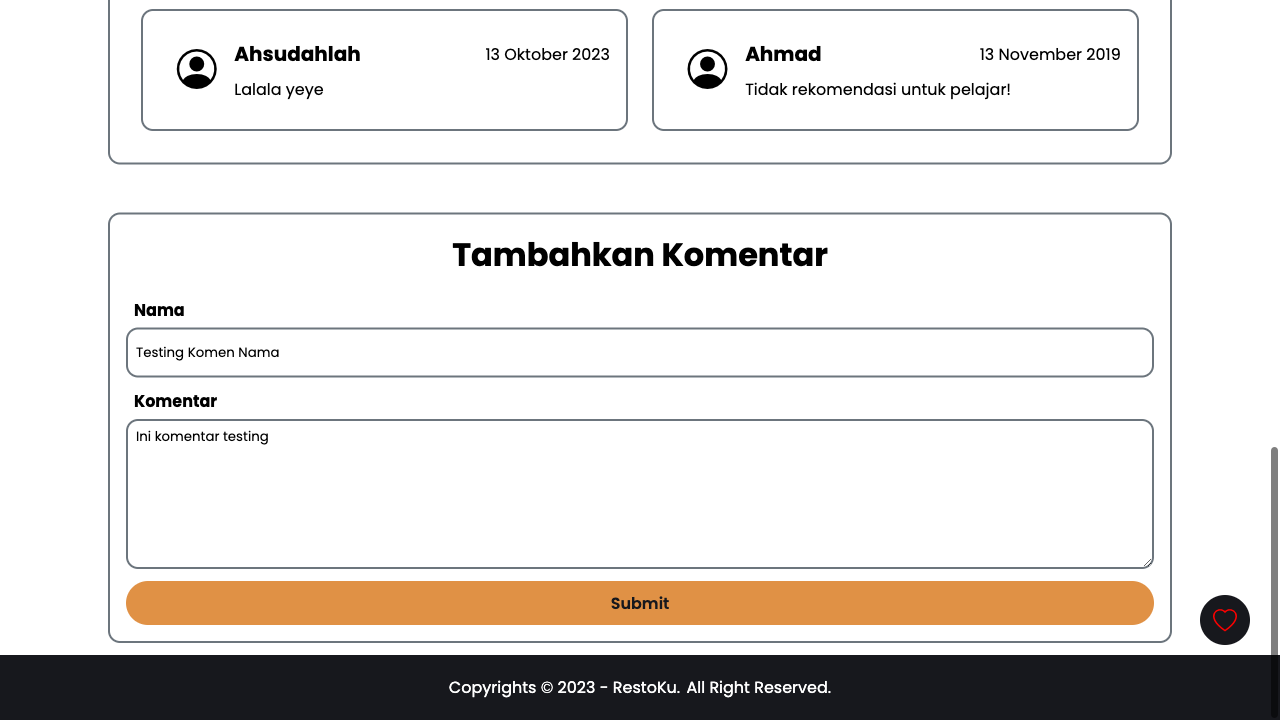 Ahsudahlah
13 Oktober 2023
Lalala yeye
Ahmad
13 November 2019
Tidak rekomendasi untuk pelajar!
Tambahkan Komentar
Nama
Testing Komen Nama
Komentar
Ini komentar testing
Submit
Copyrights © 2023 - RestoKu. All Right Reserved.